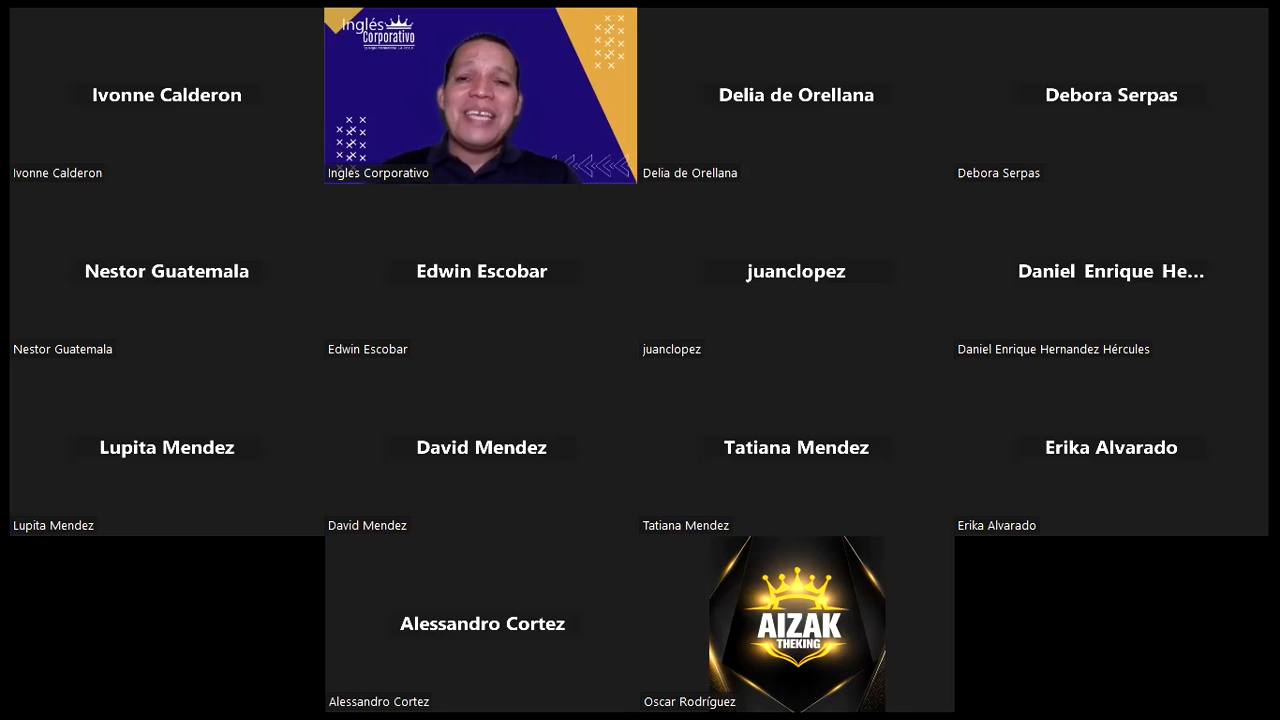 Inglés
Corporativo
Ivonne Calderon
Delia de Orellana
Debora Serpas
Ivonne Calderon
Ingles Corporativo
Delia de Orellana
Debora Serpas
Nestor Guatemala
Edwin Escobar
juanclopez
Daniel Enrique He...
Nestor Guatemala
Edwin Escobar
juanclopez
Daniel Enrique Hernandez Hércules
Lupita Mendez
David Mendez
Tatiana Mendez
Erika Alvarado
Lupita Mendez
David Mendez
Tatiana Mendez
Erika Alvarado
Alessandro Cortez
AIZAK
THEKING
Alessandro Cortez
Oscar Rodríguez